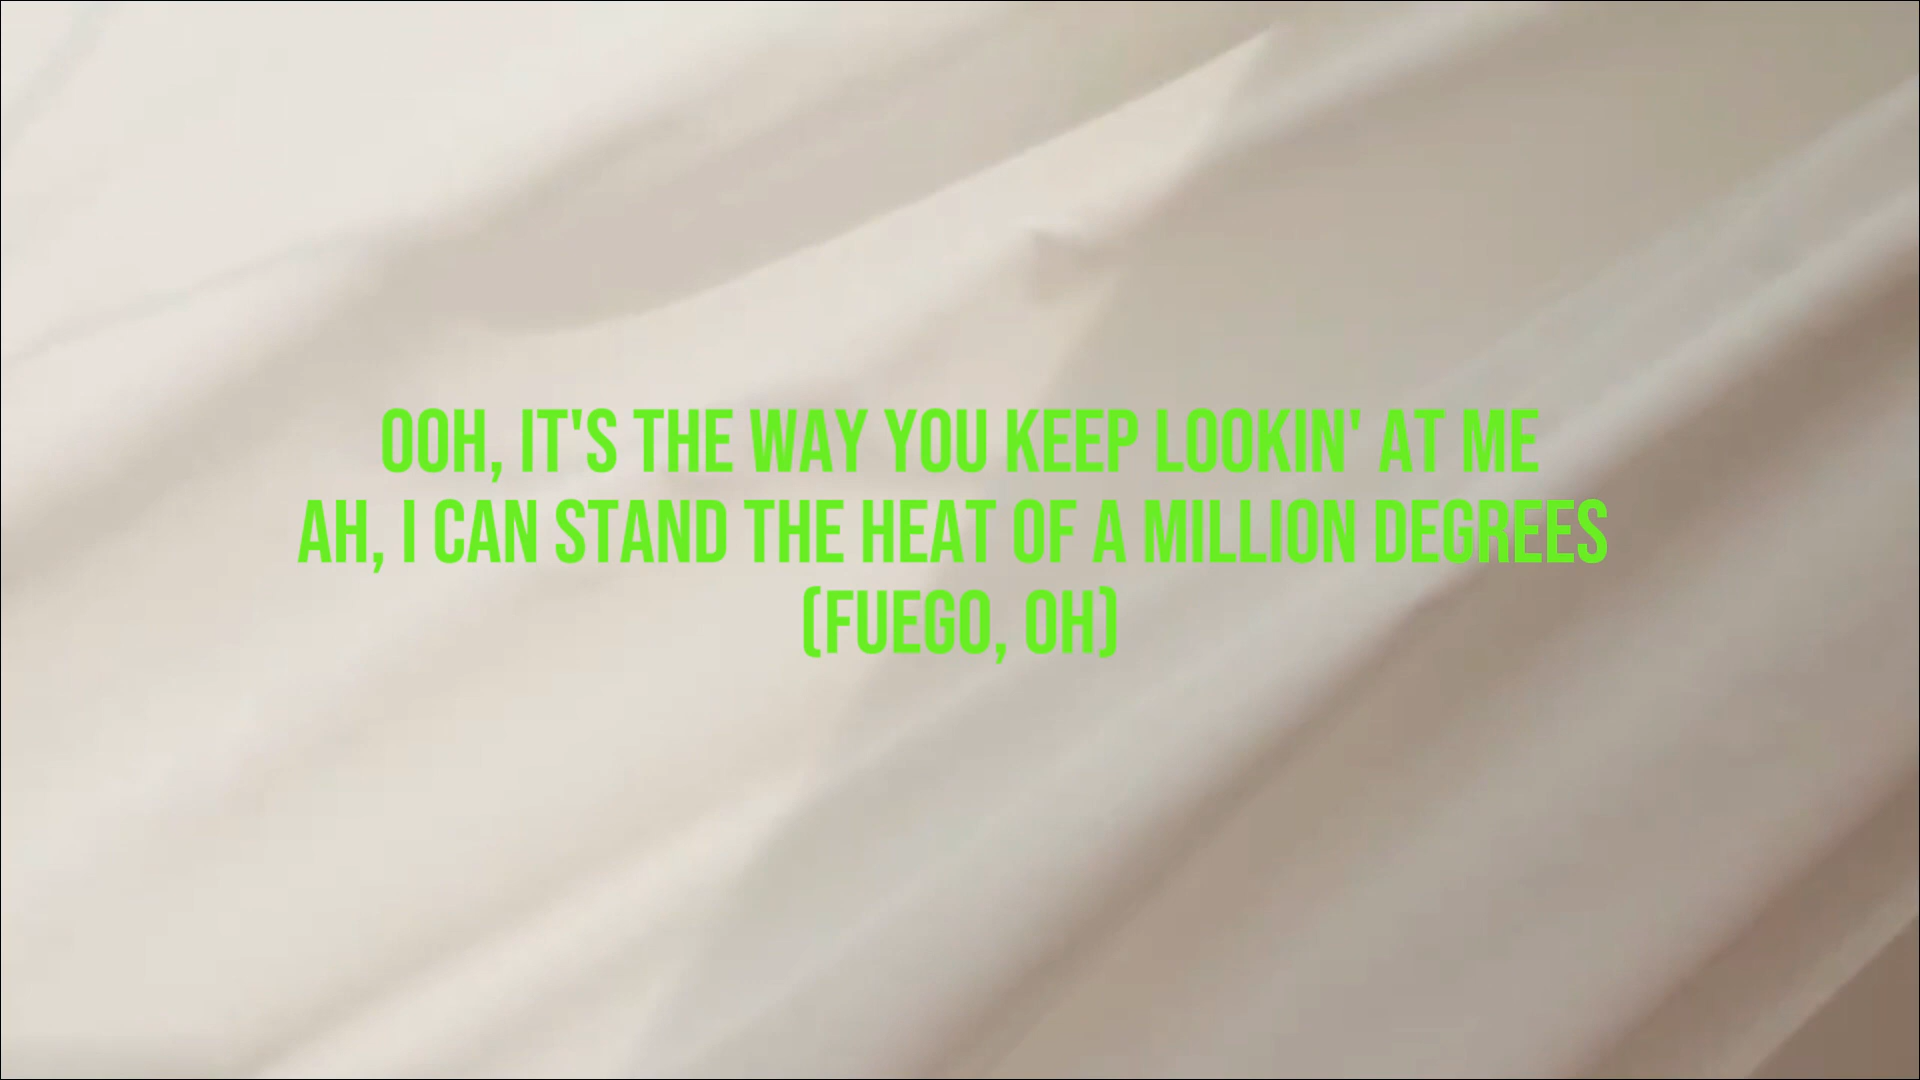 OOH, IT'S THE WAY YOU KEEP LOOKIN' AT ME
AH, I CAN STAND THE HEAT OF A MILLION DEGREES
(FUEGO, OH)